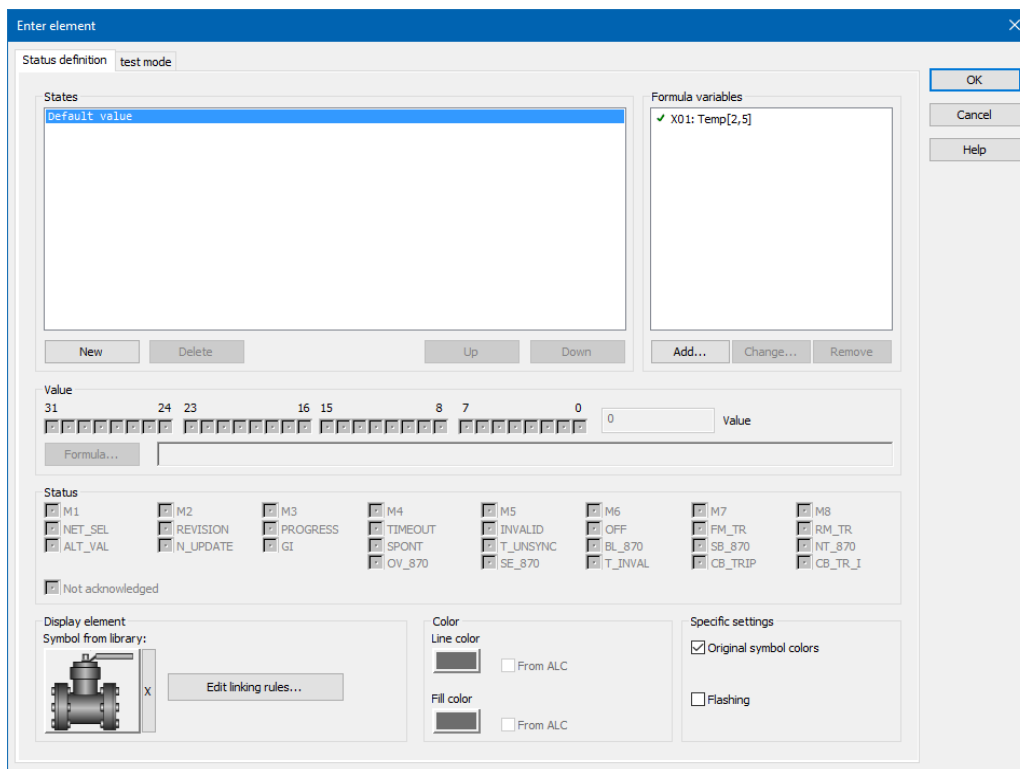 Enter element
Status definition test mode
OK
Cancel
Help
States
Default value
New Delete Up Down
Formula variables
X01: Temp[2,5]
Add... Change... Remove
Value
31 24 23 16 15 8 7 0
0 Value
Formula...
Status
M1 M2 M3 M4 M5 M6 M7 M8
NET_SEL REVISION PROGRESS TIMEOUT INVALID OFF FM_TR RM_TR
ALT_VAL N_UPDATE GI SPONT T_UNSYNC BL_870 SB_870 NT_870
OV_870 SE_870 T_INVAL CB_TRIP CB_TR_I
Not acknowledged
Display element
Symbol from library:
X
Edit linking rules...
Color
Line color
From ALC
Fill color
From ALC
Specific settings
Original symbol colors
Flashing